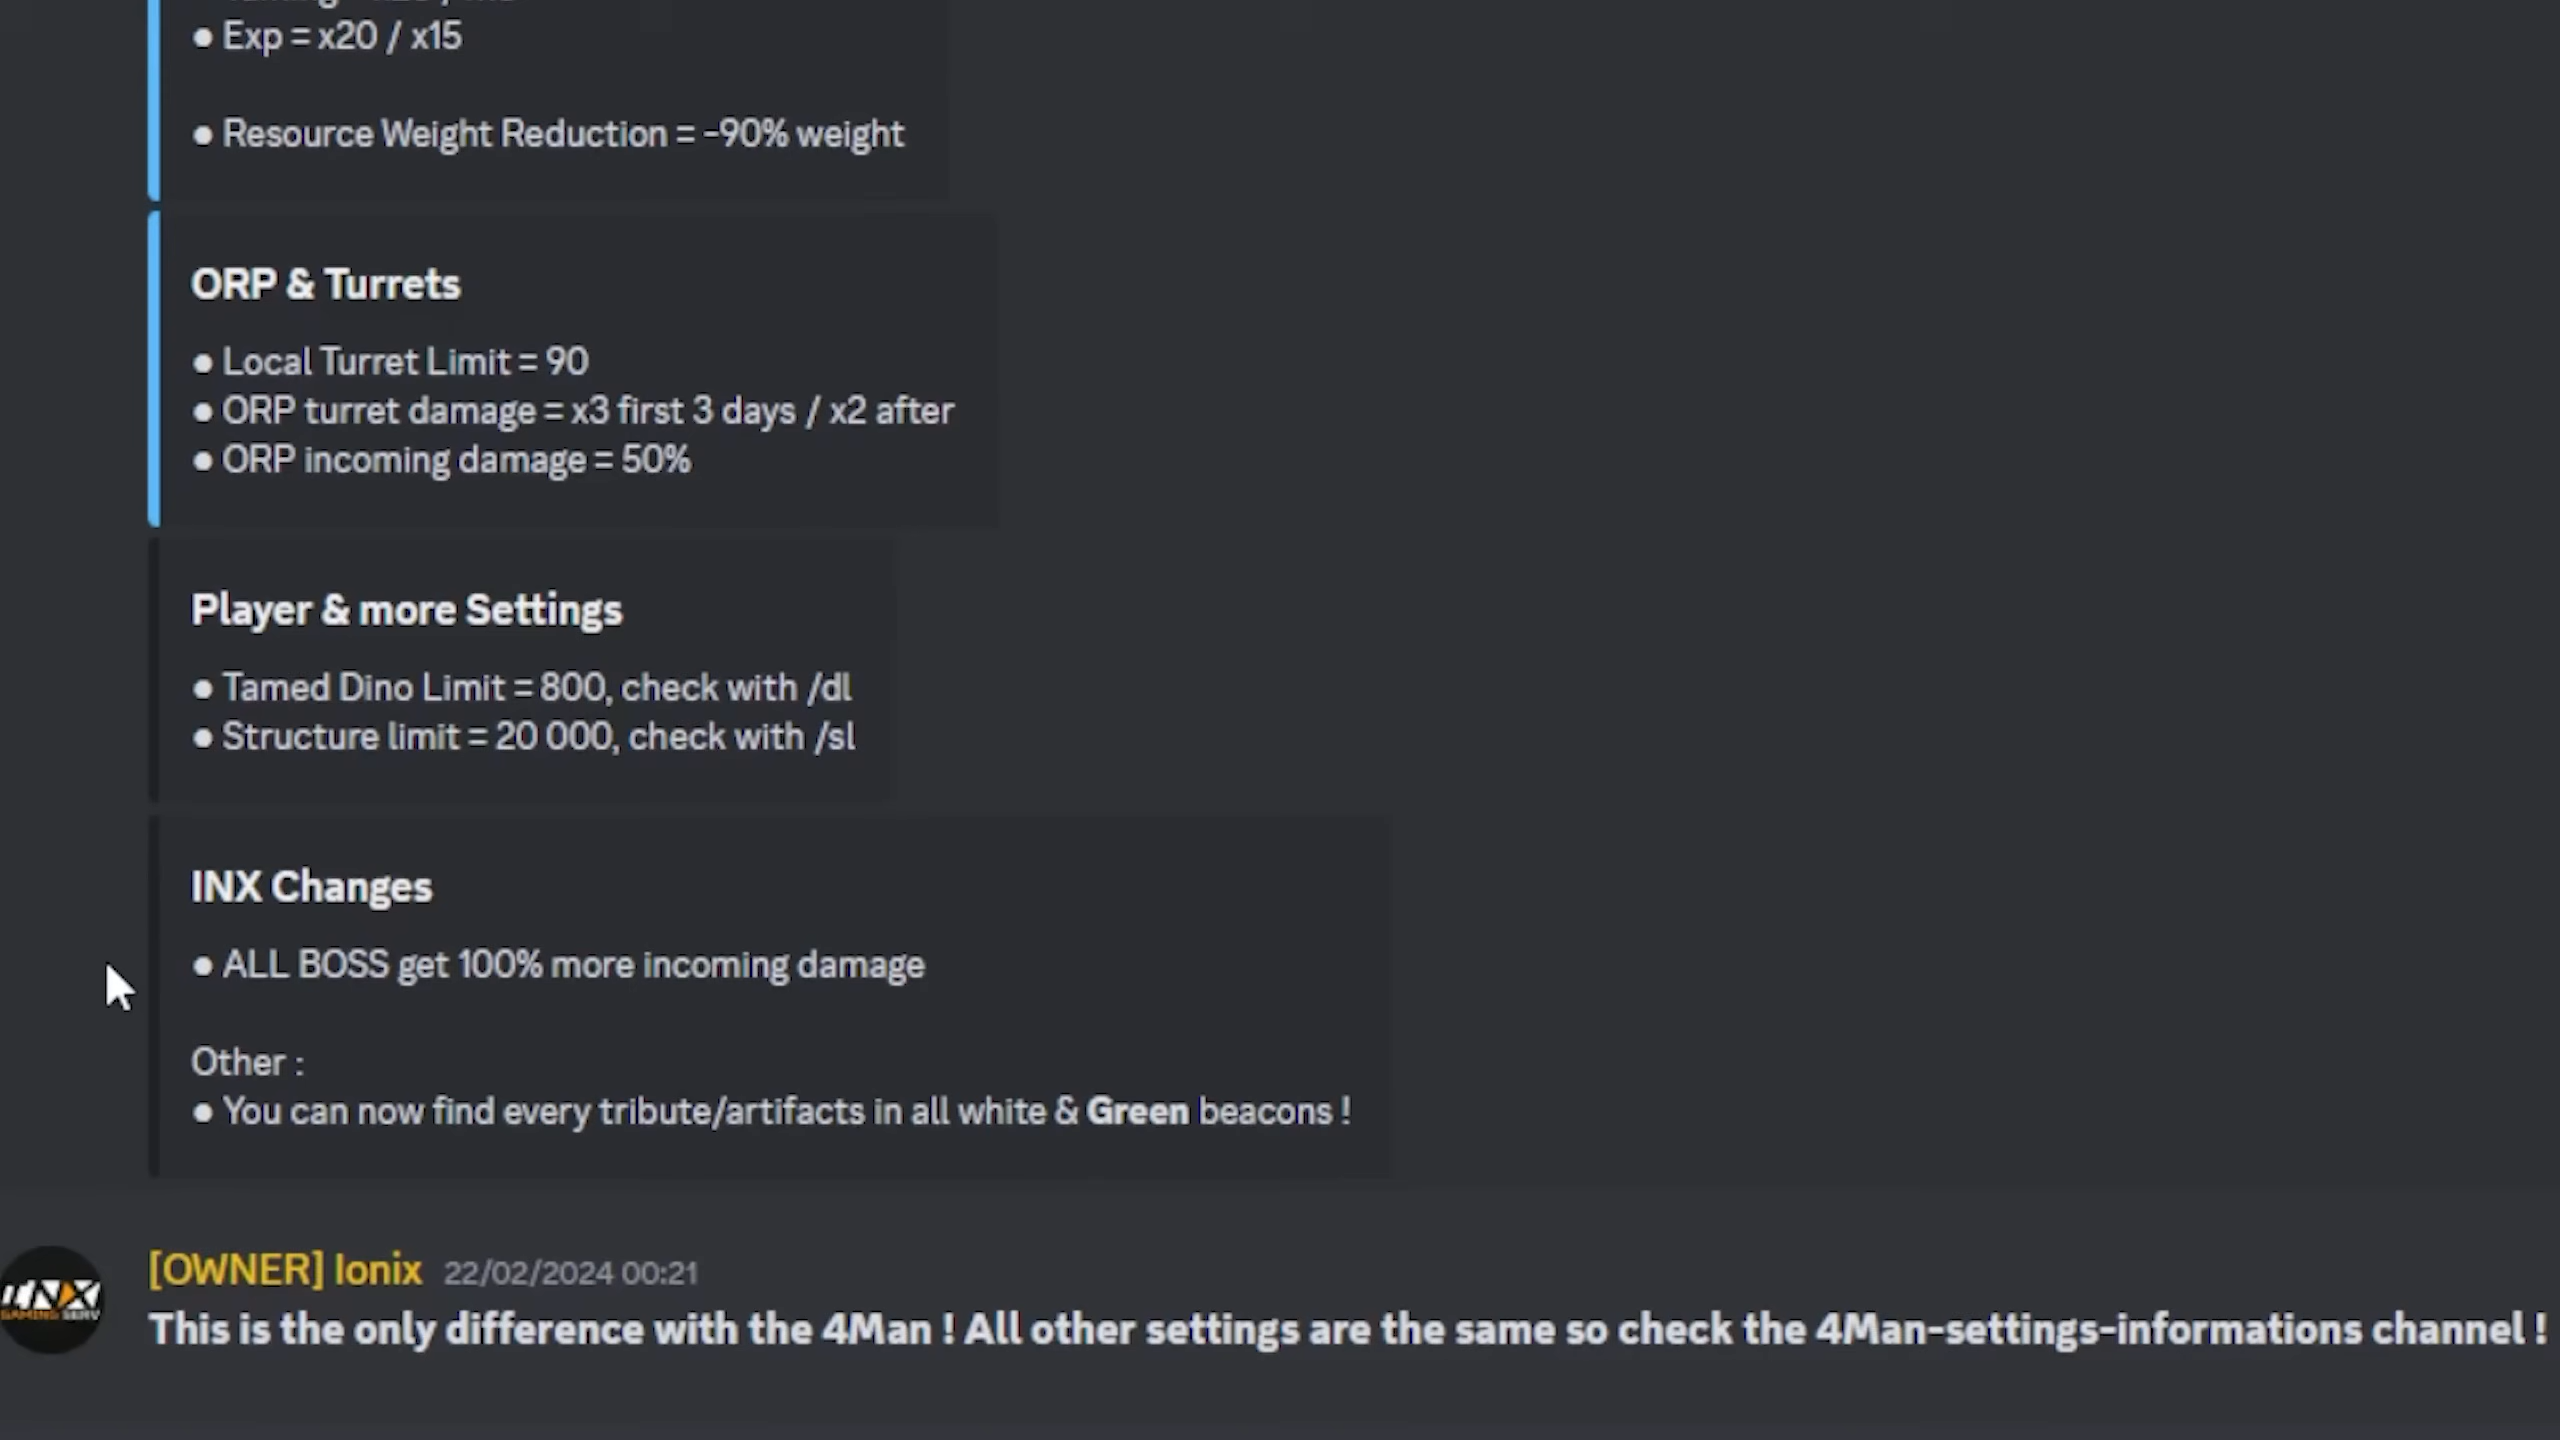 ● Exp = x20 / x15
● Resource Weight Reduction = -90% weight
ORP & Turrets
● Local Turret Limit = 90
● ORP turret damage = x3 first 3 days / x2 after
● ORP incoming damage = 50%
Player & more Settings
● Tamed Dino Limit = 800, check with /dl
● Structure limit = 20 000, check with /sl
INX Changes
● ALL BOSS get 100% more incoming damage
Other :
● You can now find every tribute/artifacts in all white & Green beacons !
[OWNER] Ionix 22/02/2024 00:21
INX
GAMING SERV
This is the only difference with the 4Man ! All other settings are the same so check the 4Man-settings-informations channel !